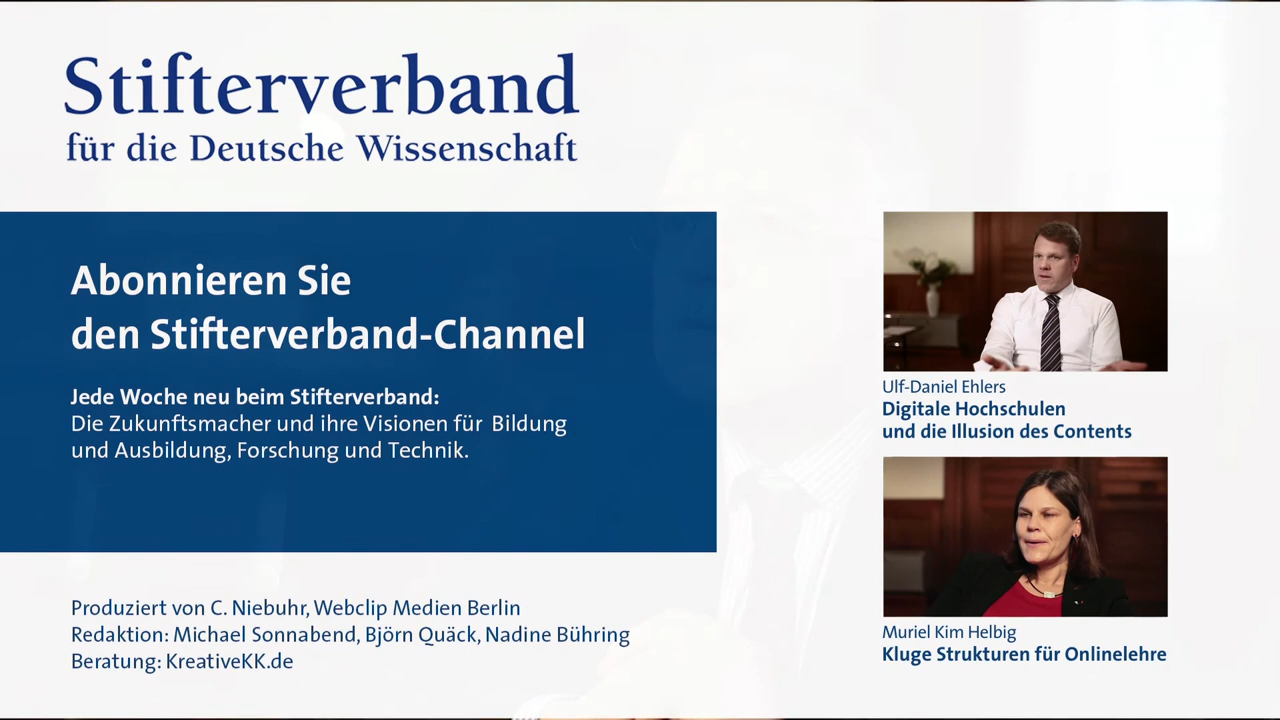 Stifterverband
für die Deutsche Wissenschaft
Abonnieren Sie
den Stifterverband-Channel
Jede Woche neu beim Stifterverband:
Die Zukunftsmacher und ihre Visionen für Bildung
und Ausbildung, Forschung und Technik.
Produziert von C. Niebuhr, Webclip Medien Berlin
Redaktion: Michael Sonnabend, Björn Quäck, Nadine Bühring
Beratung: KreativeKK.de
Ulf-Daniel Ehlers
Digitale Hochschulen
und die Illusion des Contents
Muriel Kim Helbig
Kluge Strukturen für Onlinelehre